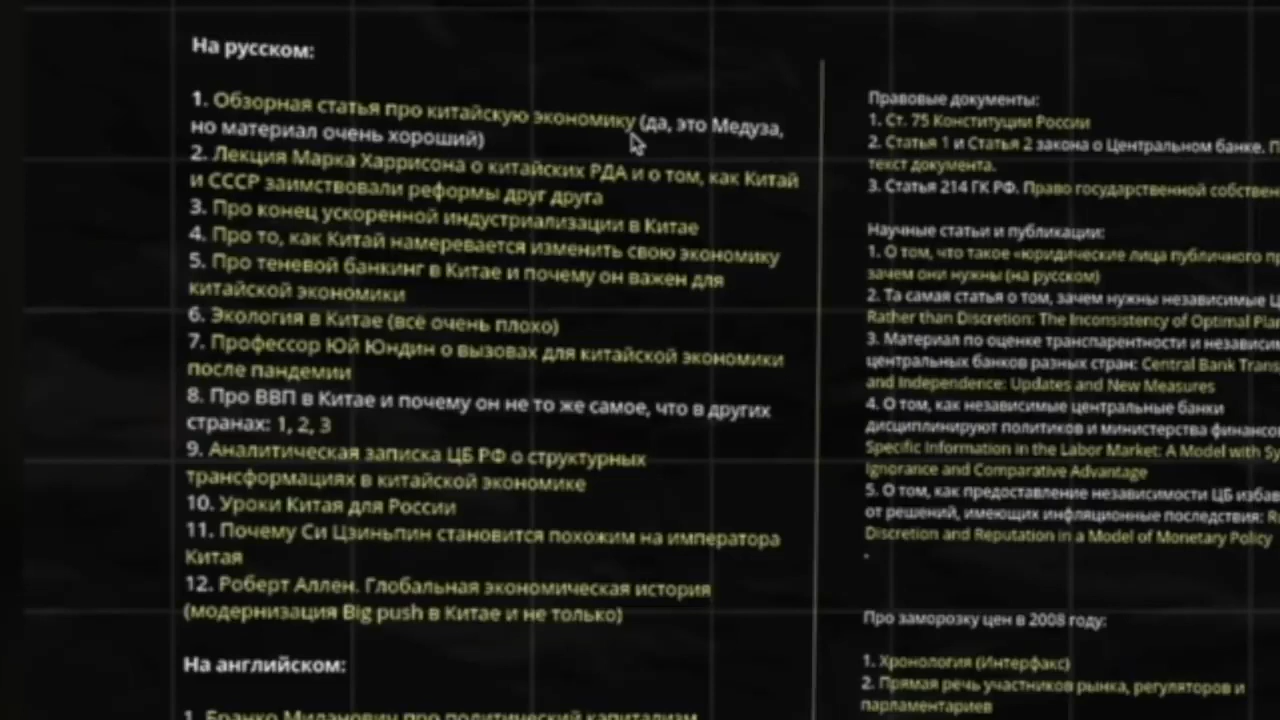 На русском:
1. Обзорная статья про китайскую экономику (да, это Медуза,
но материал очень хороший)
2. Лекция Марка Харрисона о китайских РДА и о том, как Китай
и СССР заимствовали реформы друг друга
3. Про конец ускоренной индустриализации в Китае
4. Про то, как Китай намеревается изменить свою экономику
5. Про теневой банкинг в Китае и почему он важен для
китайской экономики
6. Экология в Китае (всё очень плохо)
7. Профессор Юй Юндин о вызовах для китайской экономики
после пандемии
8. Про ВВП в Китае и почему он не то же самое, что в других
странах: 1, 2, 3
9. Аналитическая записка ЦБ РФ о структурных
трансформациях в китайской экономике
10. Уроки Китая для России
11. Почему Си Цзиньпин становится похожим на императора
Китая
12. Роберт Аллен. Глобальная экономическая история
(модернизация Big push в Китае и не только)
На английском:
1. Бранко Миланович про политический капитализм
Правовые документы:
1. Ст. 75 Конституции России
2. Статья 1 и Статья 2 закона о Центральном банке.
текст документа.
3. Статья 214 ГК РФ. Право государственной
Научные статьи и публикации:
1. О том, что такое «юридические лица публичного
зачем они нужны (на русском)
2. Та самая статья о том, зачем нужны независимые
Rather than Discretion: The Inconsistency of Optimal
3. Материал по оценке транспарентности и
центральных банков разных стран: Central Bank
and Independence: Updates and New Measures
4. О том, как независимые центральные банки
дисциплинируют политиков и министерства
Specific Information in the Labor Market: A Model with
Ignorance and Comparative Advantage
5. О том, как предоставление независимости ЦБ
от решений, имеющих инфляционные последствия:
Discretion and Reputation in a Model of Monetary Policy
Про заморозку цен в 2008 году:
1. Хронология (Интерфакс)
2. Прямая речь участников рынка, регуляторов и
парламентариев